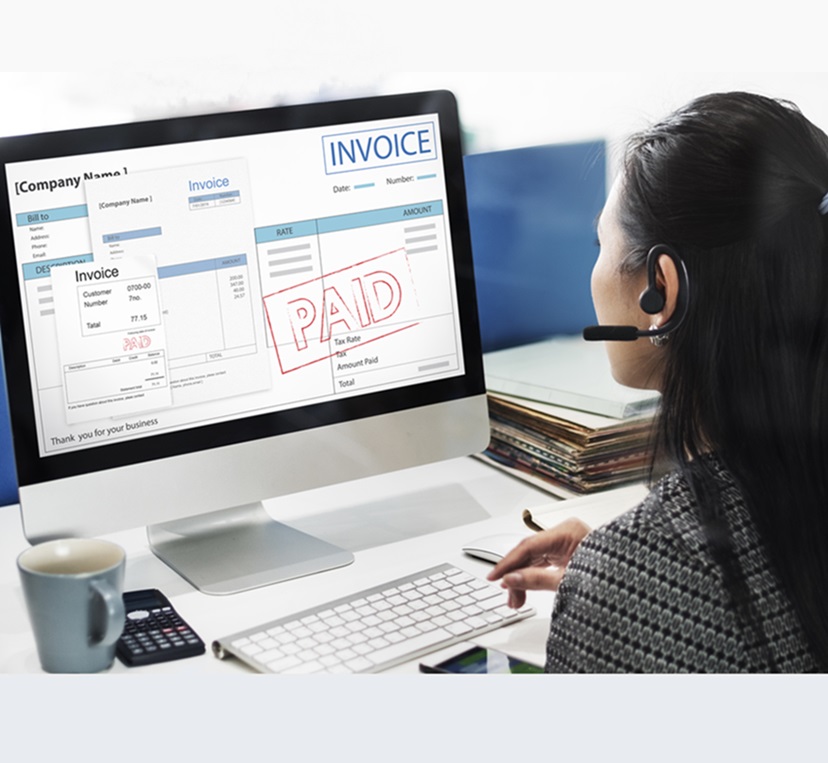 [Company Name]
INVOICE
Date:
Number:
Bill to
Name:
Address:
Phone:
Email:
RATE
AMOUNT
PAID
Tax Rate
Tax
Amount Paid
Total
Thank you for your business
Invoice
[Company Name]
AMOUNT
TOTAL
Invoice
Customer 0700-00
Number 7no.
Total 77.15
PAID